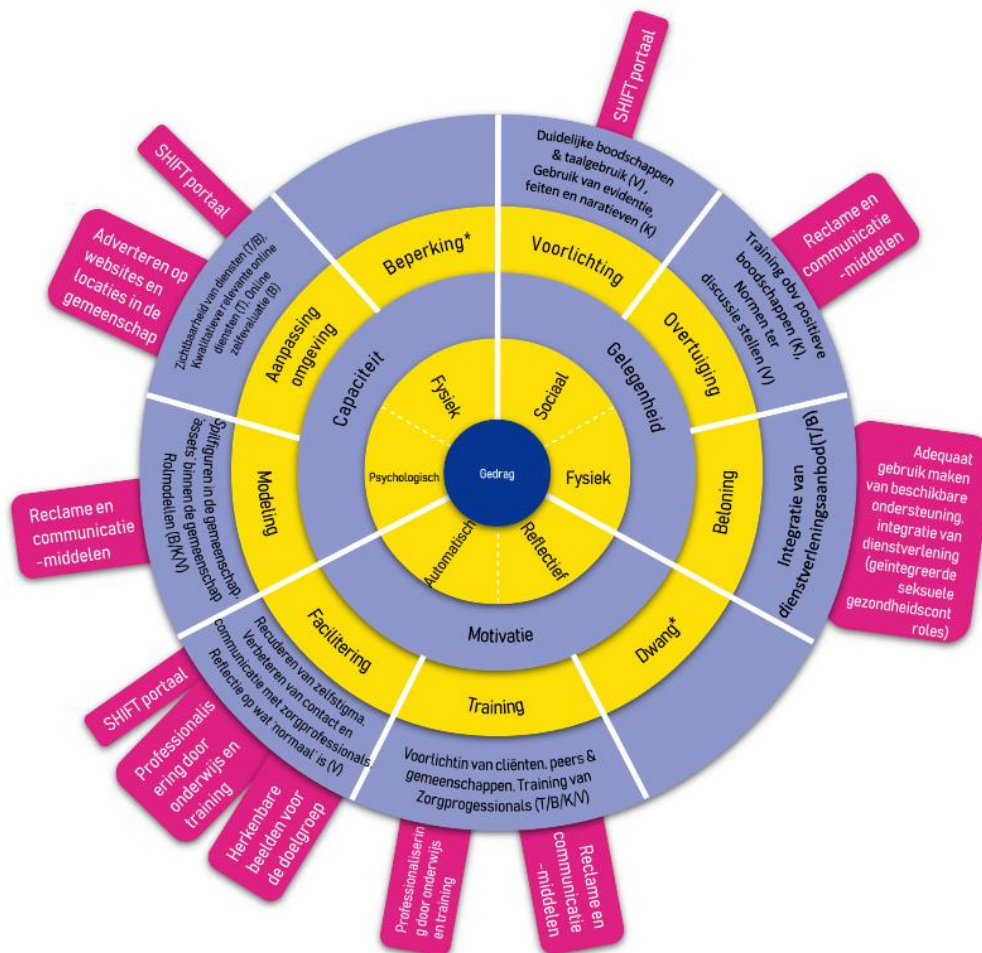 SHIFT portaal
Duidelijke boodschappen
& taalgebruik (V),
Gebruik van evidentie,
feiten en naratieven (K)
Voorlichting
Reclame en
communicatie
-middelen
Training obv positieve
boodschappen (K),
Normen ter
discussie stellen (V)
Overtuiging
Adequaat
gebruik maken
van beschikbare
ondersteuning,
integratie van
dienstverlening
(geïntegreerde
seksuele
gezondheidscont
roles)
Integratie van
dienstverleningsaanbod(T/B)
Beloning
Dwang*
Reclame en
communicatie
-middelen
Professionaliserin
g door onderwijs
en training
Voorlichtin van cliënten, peers &
gemeenschappen. Training van
Zorgprogessionals (T/B/K/V)
Training
Herkenbare
beelden voor
de doelgroep
Professionalis
ering door
onderwijs en
training
SHIFT portaal
Recuderen van zelfstigma.
Verbeteren van contact en
communicatie met zorgprofessionals.
Reflectie op wat 'normaal' is (V)
Facilitering
Reclame en
communicatie
-middelen
Spilfiguren in de gemeenschap.
'assets' binnen de gemeenschap
Rolmodellen (B/K/V)
Modeling
Adverteren op
websites en
locaties in de
gemeenschap
SHIFT portaal
Zichtbaarheid van diensten (T/B).
Kwalitatieve relevante online
diensten (T). Online
zelfevaluatie (B)
Aanpassing
omgeving
Beperking*
Capaciteit
Gelegenheid
Motivatie
Fysiek
Sociaal
Psychologisch
Gedrag
Fysiek
Automatisch
Reflectief